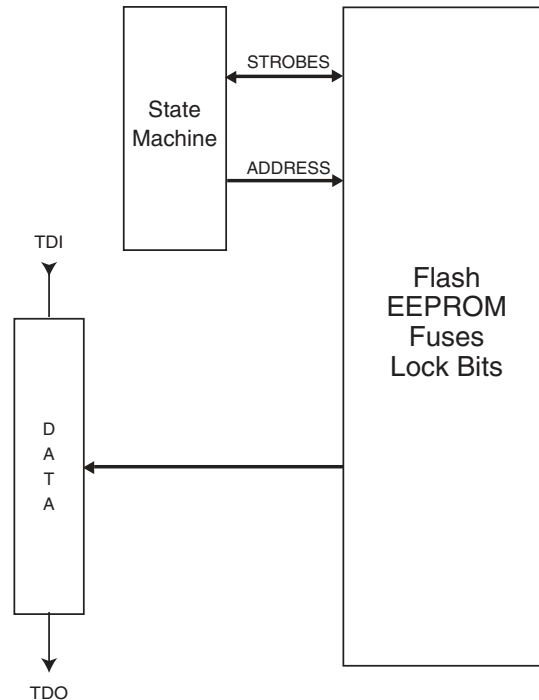 STROBES
State
Machine
ADDRESS
TDI
Flash
EEPROM
Fuses
Lock Bits
D
A
T
A
TDO